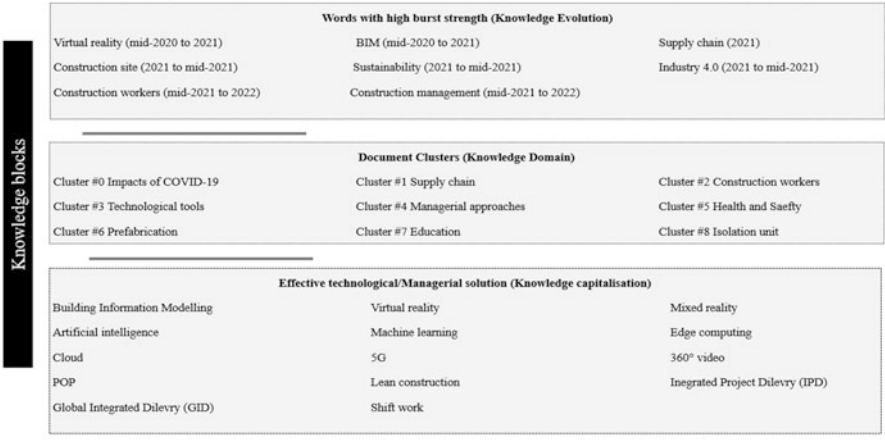 Knowledge blocks
Words with high burst strength (Knowledge Evolution)
Virtual reality (mid-2020 to 2021) BIM (mid-2020 to 2021) Supply chain (2021)
Construction site (2021 to mid-2021) Sustainability (2021 to mid-2021) Industry 4.0 (2021 to mid-2021)
Construction workers (mid-2021 to 2022) Construction management (mid-2021 to 2022)
Document Clusters (Knowledge Domain)
Cluster #0 Impacts of COVID-19 Cluster #1 Supply chain Cluster #2 Construction workers
Cluster #3 Technological tools Cluster #4 Managerial approaches Cluster #5 Health and Saefty
Cluster #6 Prefabrication Cluster #7 Education Cluster #8 Isolation unit
Effective technological/Managerial solution (Knowledge capitalisation)
Building Information Modelling Virtual reality Mixed reality
Artificial intelligence Machine learning Edge computing
Cloud 5G 360° video
POP Lean construction Inegrated Project Dilevry (IPD)
Global Integrated Dilevry (GID) Shift work